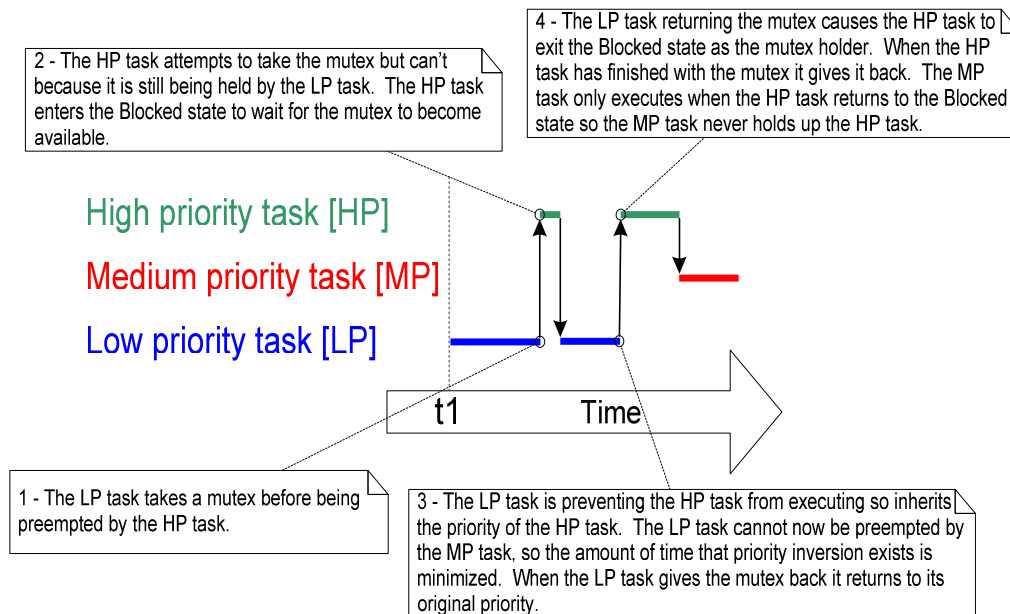 2 - The HP task attempts to take the mutex but can't
because it is still being held by the LP task.  The HP task
enters the Blocked state to wait for the mutex to become
available.
4 - The LP task returning the mutex causes the HP task to
exit the Blocked state as the mutex holder.  When the HP
task has finished with the mutex it gives it back.  The MP
task only executes when the HP task returns to the Blocked
state so the MP task never holds up the HP task.
High priority task [HP]
Medium priority task [MP]
Low priority task [LP]
t1
Time
1 - The LP task takes a mutex before being
preempted by the HP task.
3 - The LP task is preventing the HP task from executing so inherits
the priority of the HP task.  The LP task cannot now be preempted by
the MP task, so the amount of time that priority inversion exists is
minimized.  When the LP task gives the mutex back it returns to its
original priority.